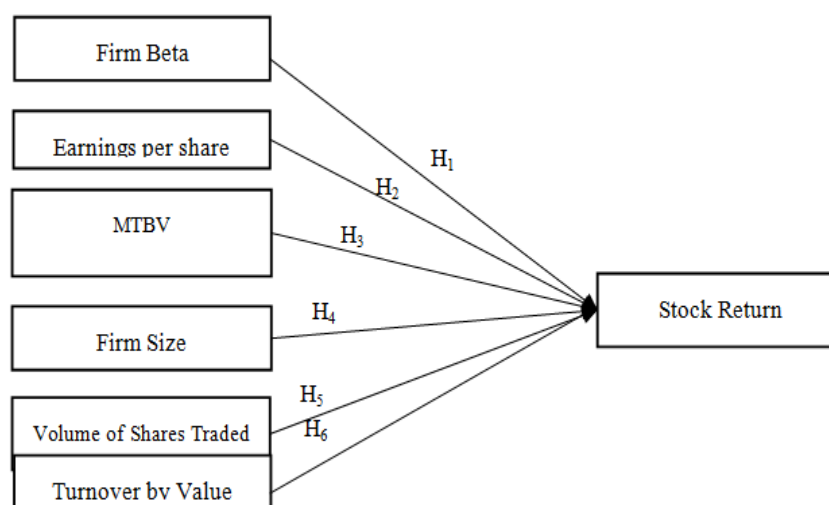 Firm Beta
Earnings per share
MTBV
Firm Size
Volume of Shares Traded
Turnover by Value
H1
H2
H3
H4
H5
H6
Stock Return